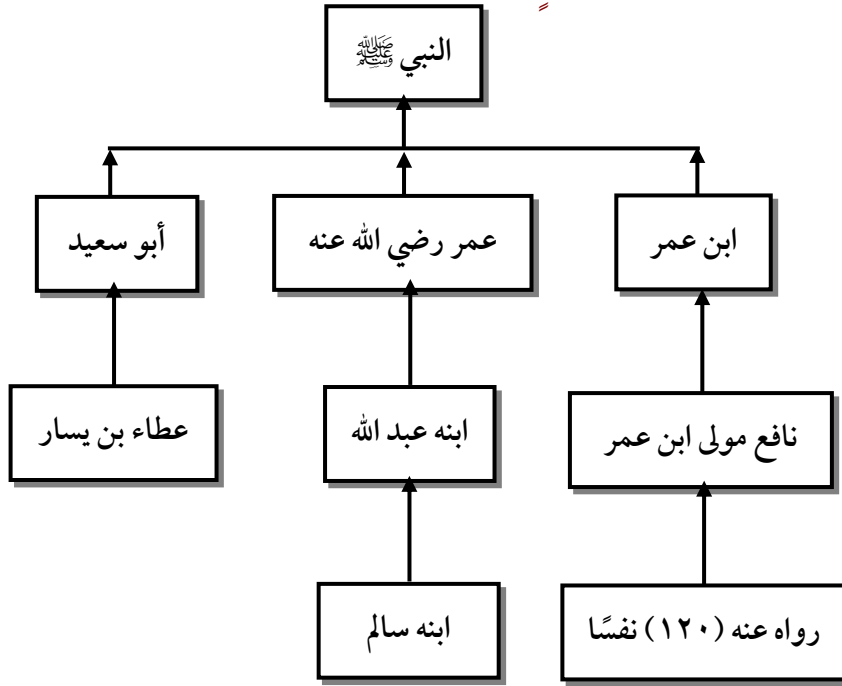 النبي ﷺ
ابن عمر
عمر رضي الله عنه
أبو سعيد
نافع مولى ابن عمر
ابنه عبد الله
عطاء بن يسار
رواه عنه (١٢٠) نفسًا
ابنه سالم